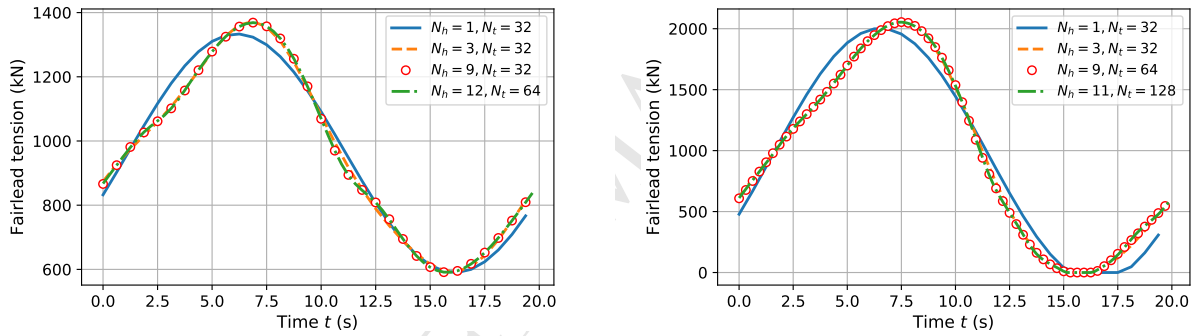 1400
1200
1000
800
600
Fairlead tension (kN)
0.0 2.5 5.0 7.5 10.0 12.5 15.0 17.5 20.0
Time t (s)
N_h = 1, N_t = 32
N_h = 3, N_t = 32
N_h = 9, N_t = 32
N_h = 12, N_t = 64
2000
1500
1000
500
0
Fairlead tension (kN)
0.0 2.5 5.0 7.5 10.0 12.5 15.0 17.5 20.0
Time t (s)
N_h = 1, N_t = 32
N_h = 3, N_t = 32
N_h = 9, N_t = 64
N_h = 11, N_t = 128